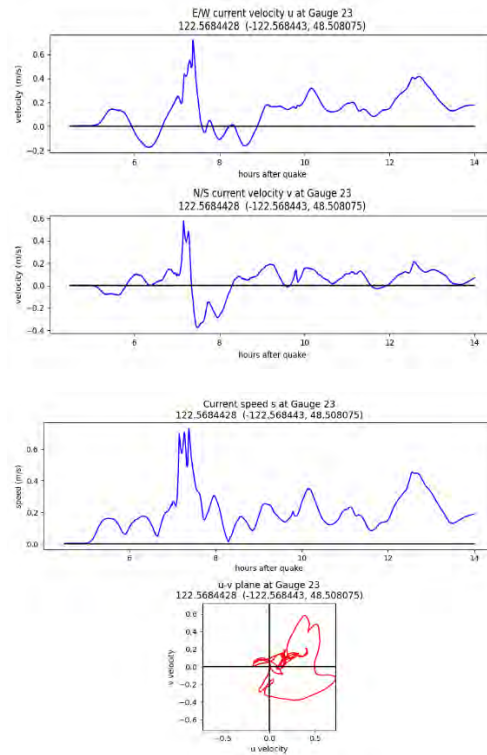 E/W current velocity u at Gauge 23
122.5684428 (-122.568443, 48.508075)
velocity (m/s)
0.6
0.4
0.2
0.0
−0.2
6
8
10
12
14
hours after quake
N/S current velocity v at Gauge 23
122.5684428 (-122.568443, 48.508075)
velocity (m/s)
0.6
0.4
0.2
0.0
−0.2
−0.4
6
8
10
12
14
hours after quake
Current speed s at Gauge 23
122.5684428 (-122.568443, 48.508075)
speed (m/s)
0.6
0.4
0.2
0.0
6
8
10
12
14
hours after quake
u-v plane at Gauge 23
122.5684428 (-122.568443, 48.508075)
v velocity
0.6
0.4
0.2
0.0
−0.2
−0.4
−0.6
−0.5
0.0
0.5
u velocity